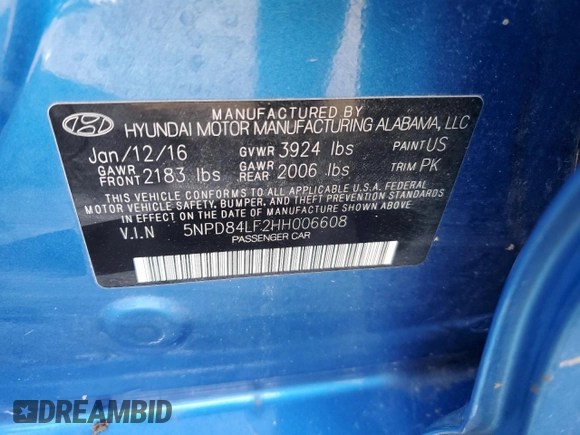 MANUFACTURED BY
HYUNDAI MOTOR MANUFACTURING ALABAMA, LLC
Jan/12/16 GVWR 3924 lbs PAINT US
GAWR FRONT 2183 lbs GAWR REAR 2006 lbs TRIM PK
THIS VEHICLE CONFORMS TO ALL APPLICABLE U.S.A. FEDERAL
MOTOR VEHICLE SAFETY, BUMPER, AND THEFT PREVENTION STANDARDS
IN EFFECT ON THE DATE OF MANUFACTURE SHOWN ABOVE.
V.I.N 5NPD84LF2HH006608
PASSENGER CAR
DREAMBID